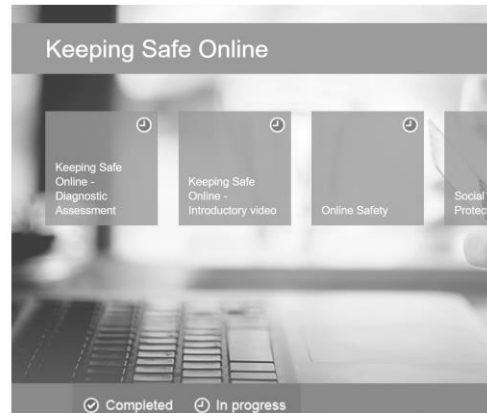 Keeping Safe Online
Keeping Safe
Online -
Diagnostic
Assessment
Keeping Safe
Online -
Introductory video
Online Safety
Social
Protec
Completed
In progress